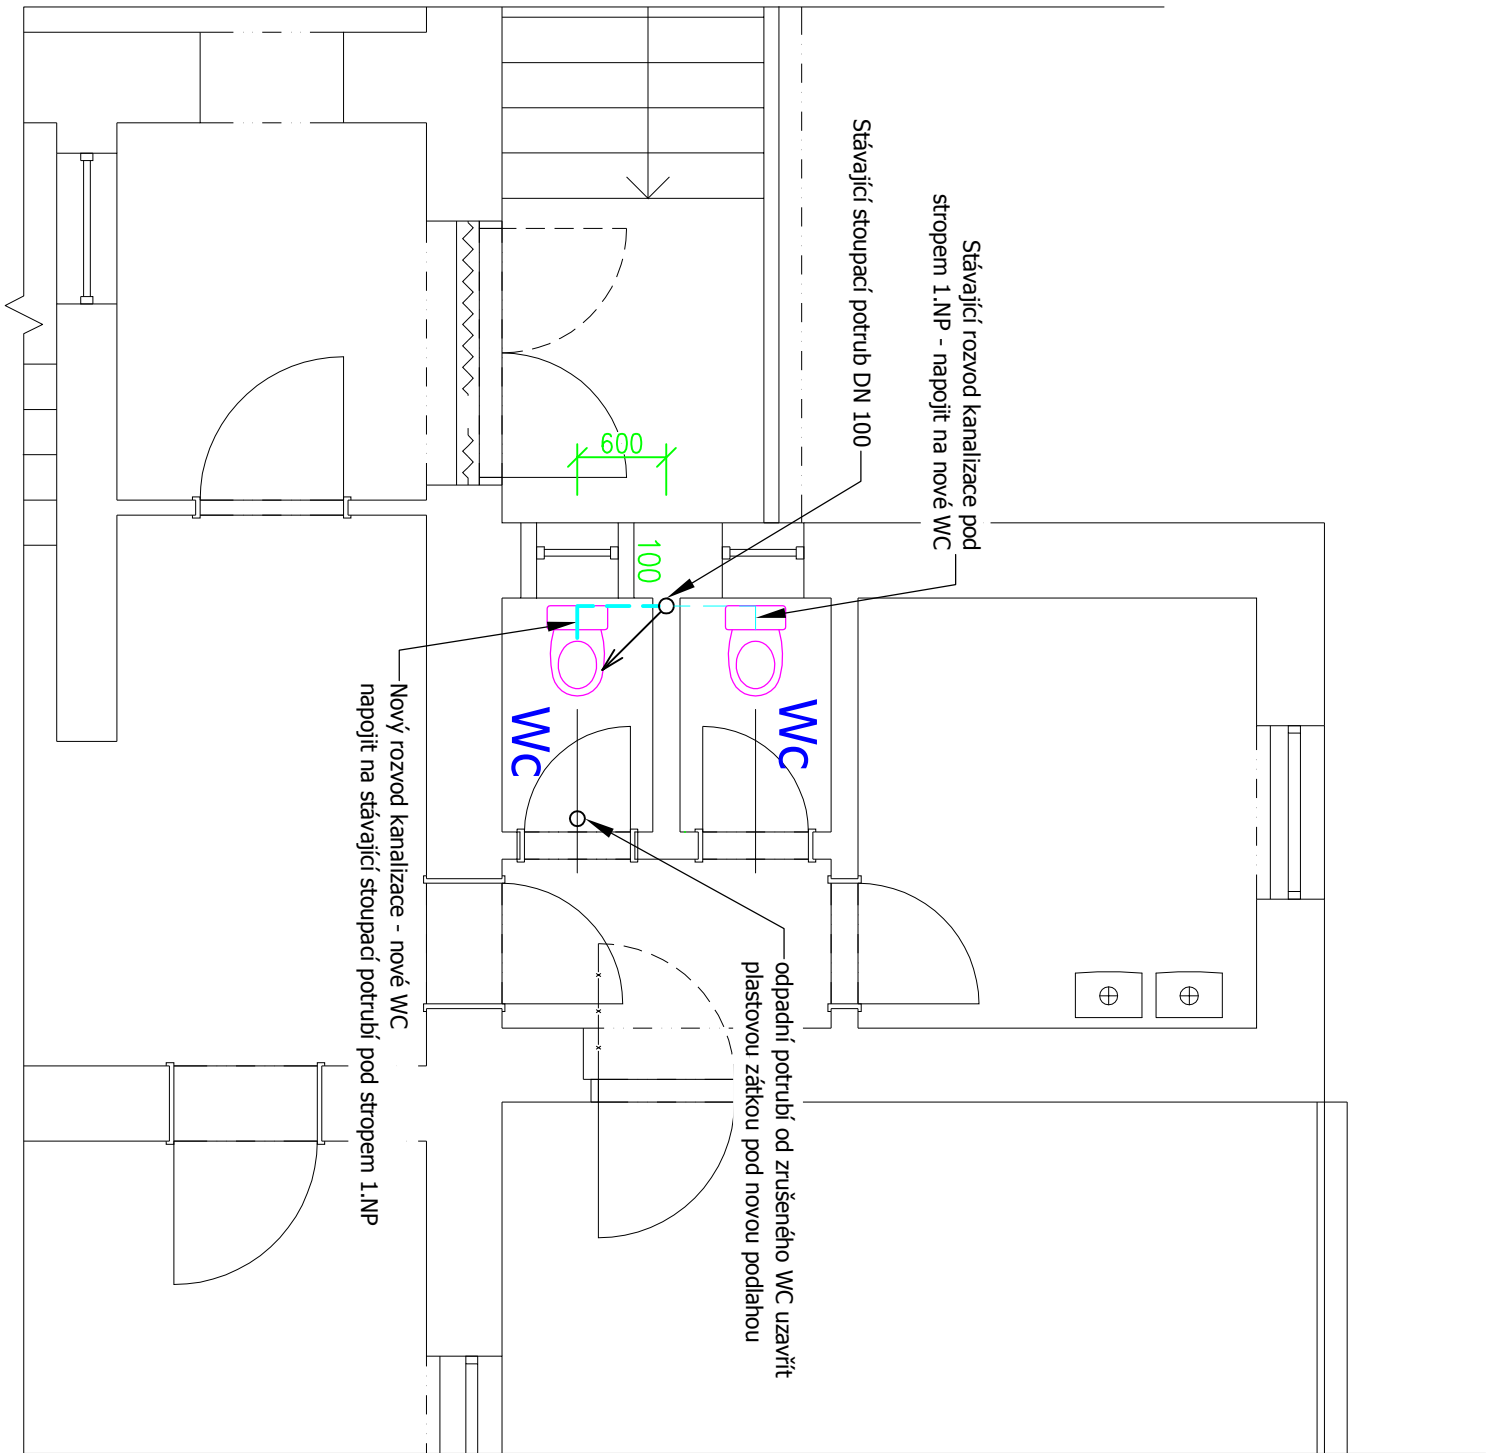 Stávající rozvod kanalizace pod
stropem 1.NP - napojit na nové WC
Stávající stoupací potrub DN 100
600
100
WC
WC
odpadní potrubí od zrušeného WC uzavřít
plastovou zátkou pod novou podlahou
Nový rozvod kanalizace - nové WC
napojit na stávající stoupací potrubí pod stropem 1.NP